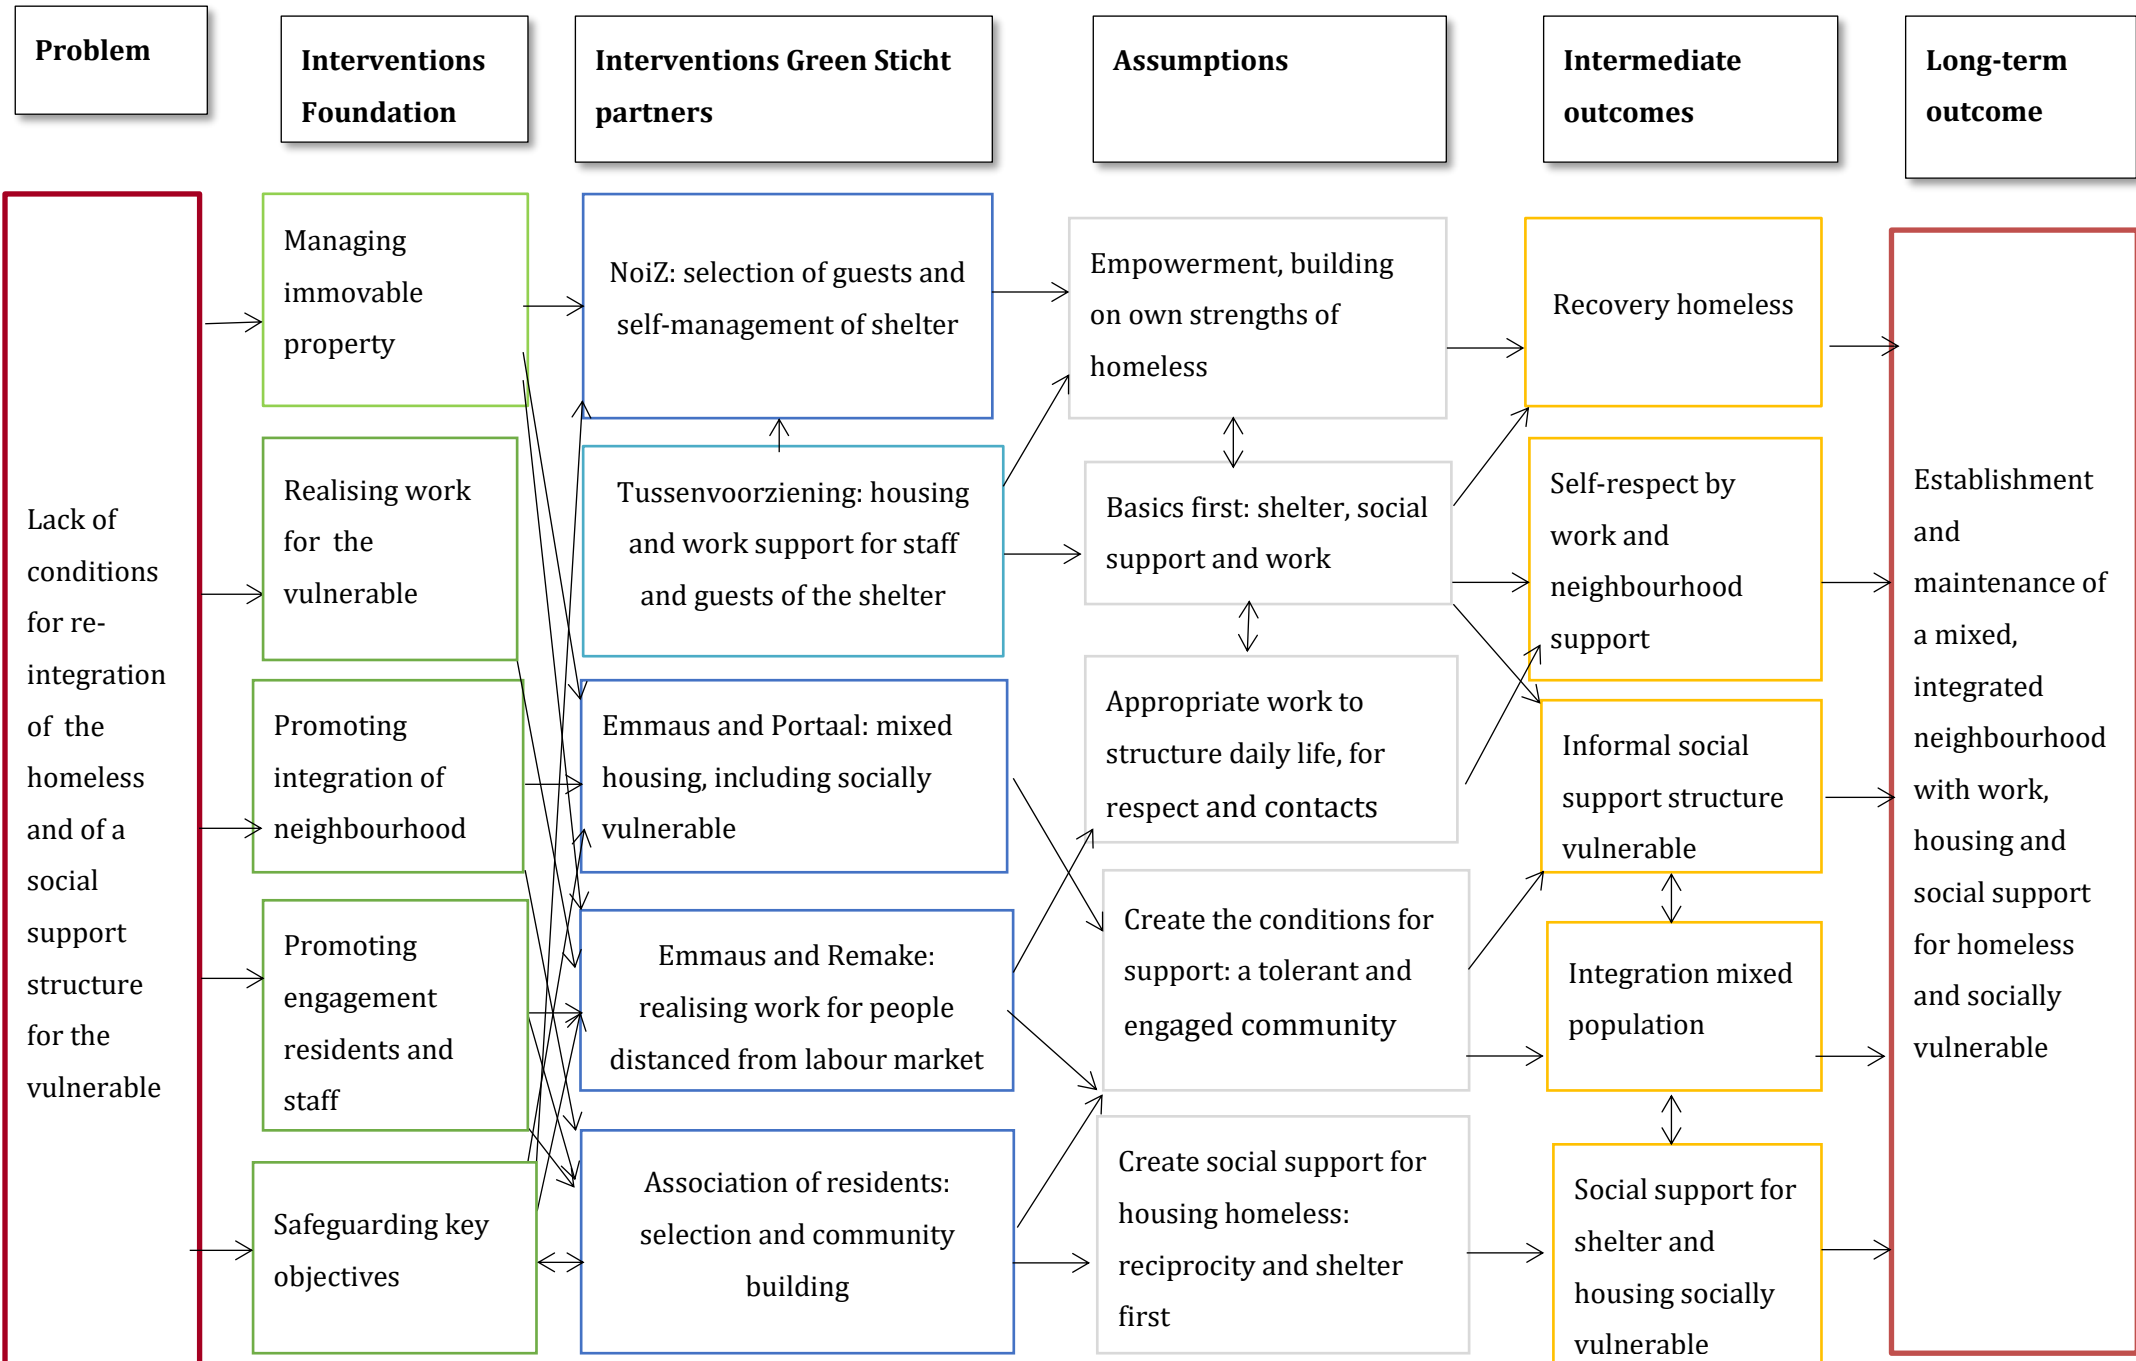 Problem
Interventions
Foundation
Interventions Green Sticht
partners
Assumptions
Intermediate
outcomes
Long-term
outcome
Lack of
conditions
for re-
integration
of the
homeless
and of a
social
support
structure
for the
vulnerable
Managing
immovable
property
Realising work
for the
vulnerable
Promoting
integration of
neighbourhood
Promoting
engagement
residents and
staff
Safeguarding key
objectives
NoiZ: selection of guests and
self-management of shelter
Tussenvoorziening: housing
and work support for staff
and guests of the shelter
Emmaus and Portaal: mixed
housing, including socially
vulnerable
Emmaus and Remake:
realising work for people
distanced from labour market
Association of residents:
selection and community
building
Empowerment, building
on own strengths of
homeless
Basics first: shelter, social
support and work
Appropriate work to
structure daily life, for
respect and contacts
Create the conditions for
support: a tolerant and
engaged community
Create social support for
housing homeless:
reciprocity and shelter
first
Recovery homeless
Self-respect by
work and
neighbourhood
support
Informal social
support structure
vulnerable
Integration mixed
population
Social support for
shelter and
housing socially
vulnerable
Establishment
and
maintenance of
a mixed,
integrated
neighbourhood
with work,
housing and
social support
for homeless
and socially
vulnerable